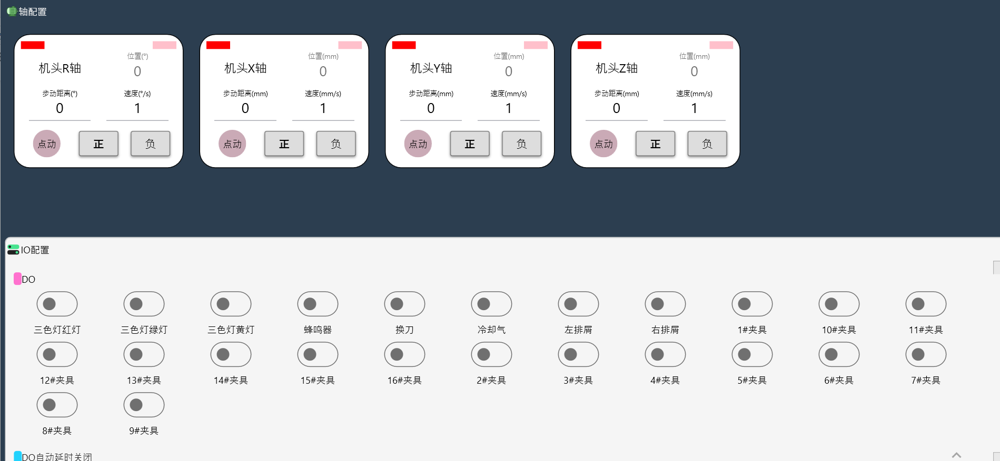 轴配置
机头R轴
位置(°)
0
步动距离(°)
速度(°/s)
0
1
点动
正
负
机头X轴
位置(mm)
0
步动距离(mm)
速度(mm/s)
0
1
点动
正
负
机头Y轴
位置(mm)
0
步动距离(mm)
速度(mm/s)
0
1
点动
正
负
机头Z轴
位置(mm)
0
步动距离(mm)
速度(mm/s)
0
1
点动
正
负
IO配置
DO
三色灯红灯
三色灯绿灯
三色灯黄灯
蜂鸣器
换刀
冷却气
左排屑
右排屑
1#夹具
10#夹具
11#夹具
12#夹具
13#夹具
14#夹具
15#夹具
16#夹具
2#夹具
3#夹具
4#夹具
5#夹具
6#夹具
7#夹具
8#夹具
9#夹具
DO自动延时关闭